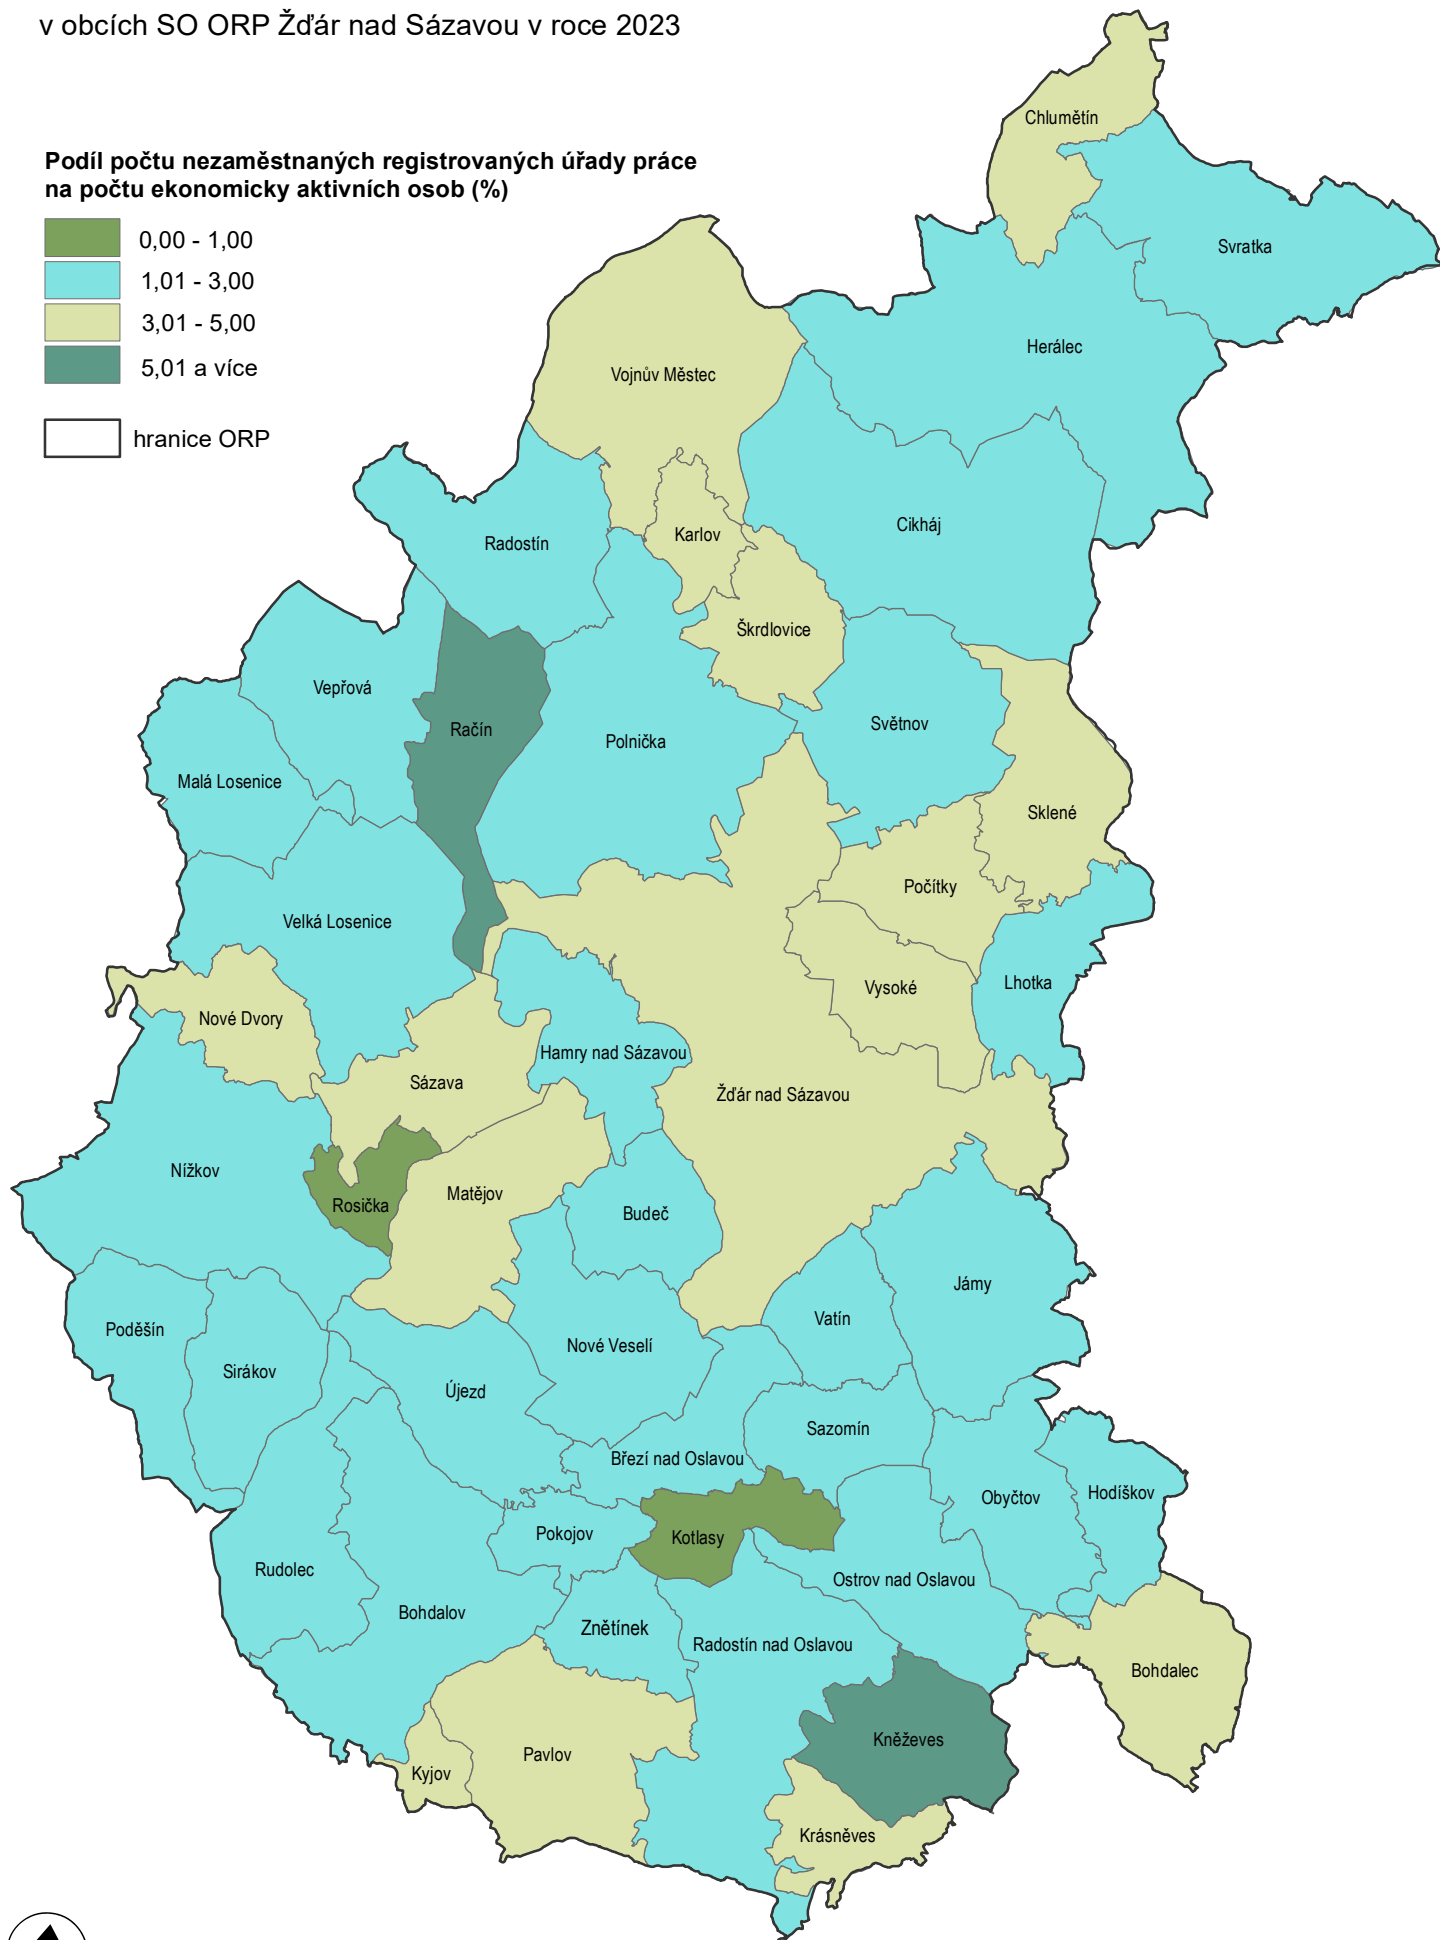 v obcích SO ORP Žďár nad Sázavou v roce 2023
Podíl počtu nezaměstnaných registrovaných úřady práce
na počtu ekonomicky aktivních osob (%)
0,00 - 1,00
1,01 - 3,00
3,01 - 5,00
5,01 a více
hranice ORP
Chlumětín
Svratka
Herálec
Vojnův Městec
Cikháj
Karlov
Radostín
Škrdlovice
Vepřová
Světnov
Račín
Polnička
Malá Losenice
Sklené
Počítky
Velká Losenice
Lhotka
Vysoké
Nové Dvory
Hamry nad Sázavou
Sázava
Žďár nad Sázavou
Nížkov
Matějov
Rosička
Budeč
Jámy
Vatín
Poděšín
Nové Veselí
Sirákov
Újezd
Sazomín
Březí nad Oslavou
Hodíškov
Obyčtov
Pokojov
Kotlasy
Rudolec
Ostrov nad Oslavou
Bohdalov
Znětínek
Radostín nad Oslavou
Bohdalec
Kněževes
Pavlov
Kyjov
Krásněves